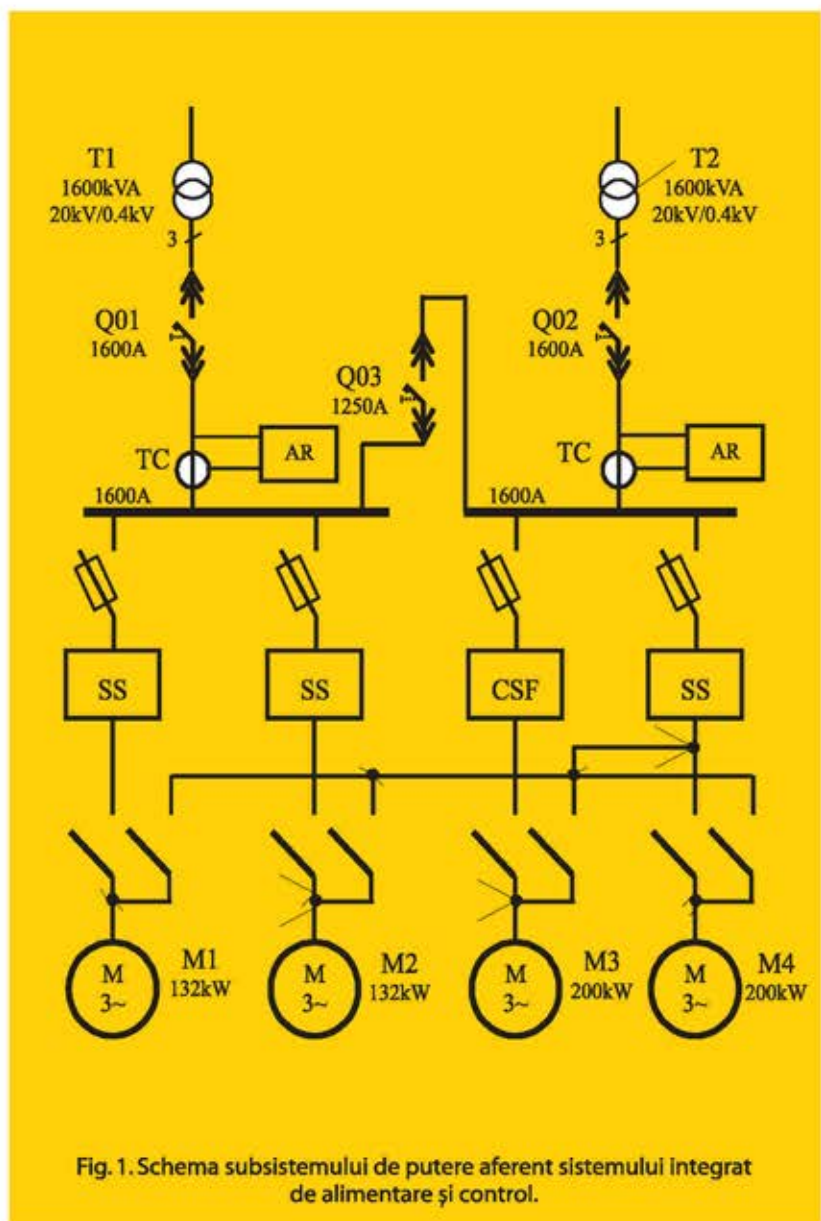 T1
1600kVA
20kV/0.4kV
3
T2
1600kVA
20kV/0.4kV
3
Q01
1600A
Q03
1250A
Q02
1600A
TC
AR
1600A
TC
AR
1600A
SS
SS
CSF
SS
M
3~
M1
132kW
M
3~
M2
132kW
M
3~
M3
200kW
M
3~
M4
200kW
Fig. 1. Schema subsistemului de putere aferent sistemului integrat
de alimentare și control.